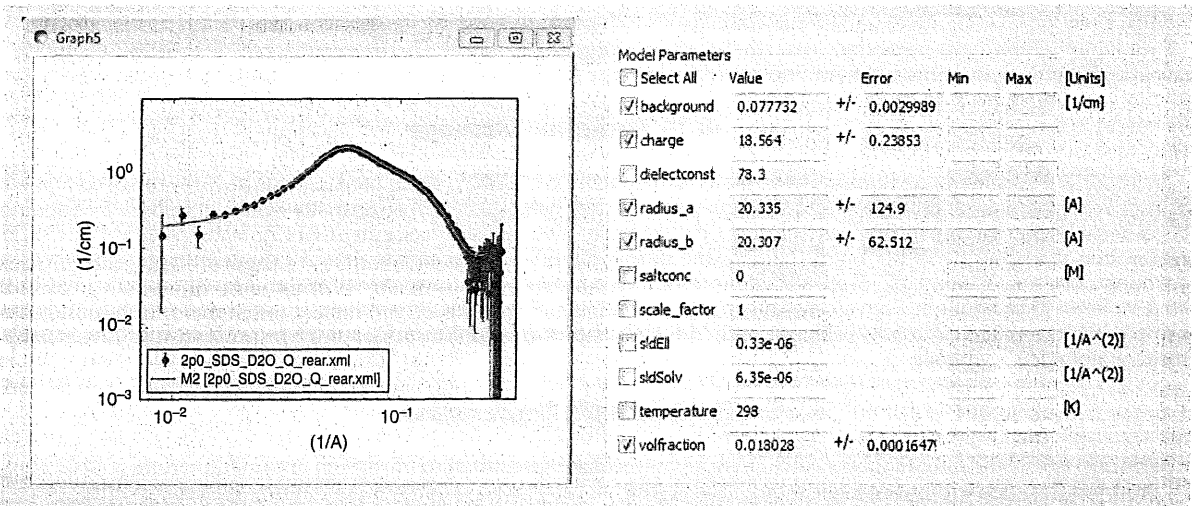 Graph5
10⁰
10⁻¹
10⁻²
10⁻³
(1/cm)
2p0_SDS_D2O_Q_rear.xml
M2 [2p0_SDS_D2O_Q_rear.xml]
10⁻² 10⁻¹
(1/A)
Model Parameters
Select All Value Error Min Max [Units]
background 0.077732 +/- 0.0029989 [1/cm]
charge 18.564 +/- 0.23853
dielectconst 78.3
radius_a 20.335 +/- 124.9 [A]
radius_b 20.307 +/- 62.512 [A]
saltconc 0 [M]
scale_factor 1
sldEll 0.33e-06 [1/A^(2)]
sldSolv 6.35e-06 [1/A^(2)]
temperature 298 [K]
volfraction 0.018028 +/- 0.00016479